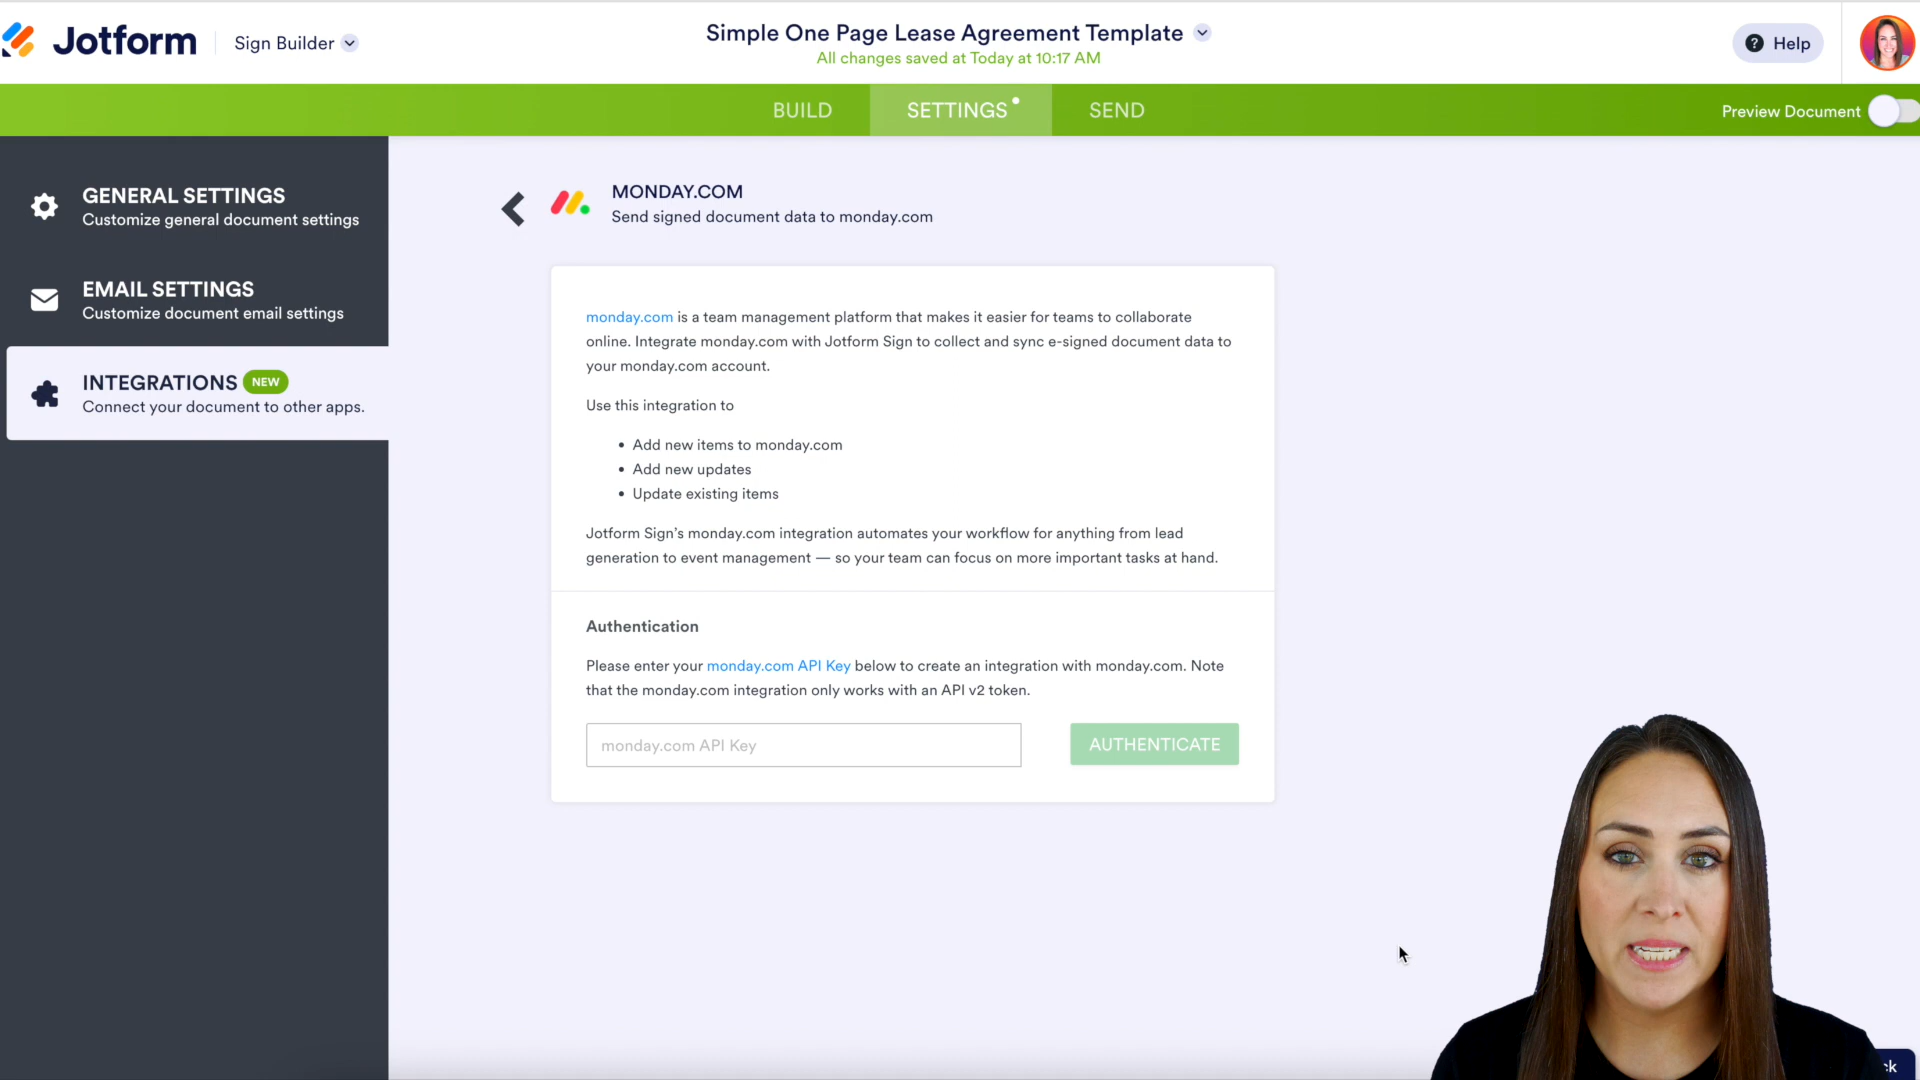 Jotform
Sign Builder
Simple One Page Lease Agreement Template
All changes saved at Today at 10:17 AM
Help
BUILD
SETTINGS
SEND
Preview Document
GENERAL SETTINGS
Customize general document settings
EMAIL SETTINGS
Customize document email settings
INTEGRATIONS NEW
Connect your document to other apps.
MONDAY.COM
Send signed document data to monday.com
monday.com is a team management platform that makes it easier for teams to collaborate
online. Integrate monday.com with Jotform Sign to collect and sync e-signed document data to
your monday.com account.
Use this integration to
• Add new items to monday.com
• Add new updates
• Update existing items
Jotform Sign’s monday.com integration automates your workflow for anything from lead
generation to event management — so your team can focus on more important tasks at hand.
Authentication
Please enter your monday.com API Key below to create an integration with monday.com. Note
that the monday.com integration only works with an API v2 token.
monday.com API Key
AUTHENTICATE